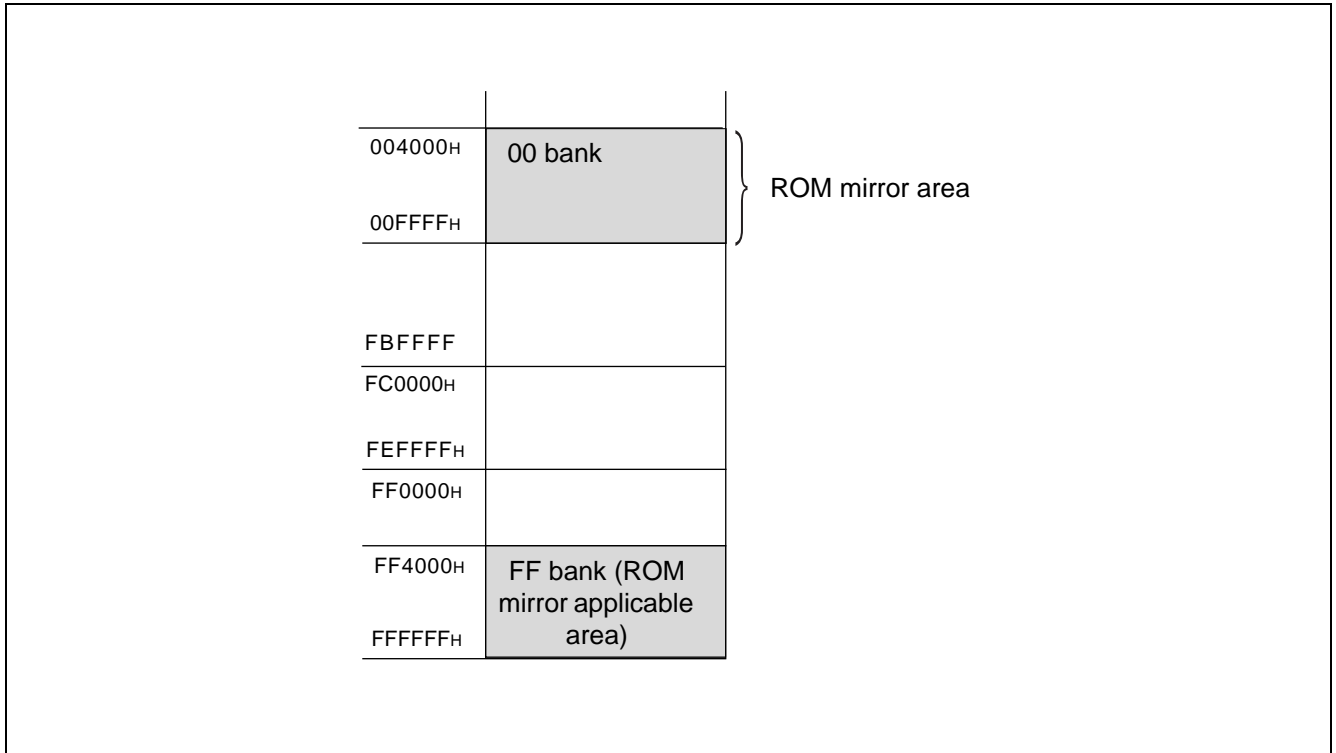 004000H
00 bank
ROM mirror area
00FFFFH
FBFFFF
FC0000H
FEFFFFH
FF0000H
FF4000H
FF bank (ROM
mirror applicable
area)
FFFFFFH